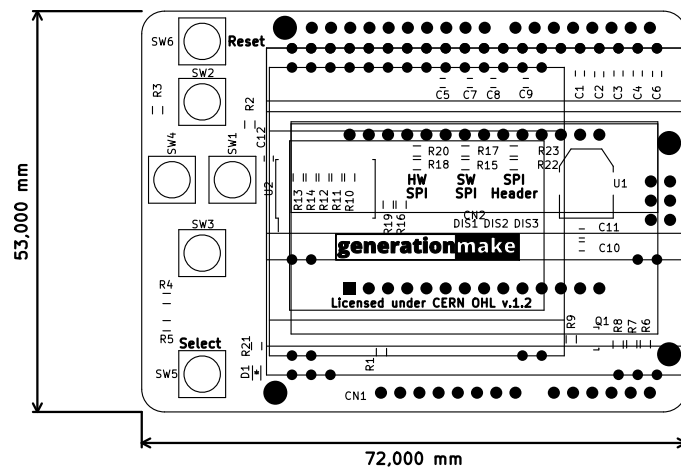 SW6 Reset
SW2
C5 C7 C8 C9 C1 C2 C3 C4 C6
R3 R2
SW4 SW1 C12
R20 R17 R23
R18 R15 R22
HW SW SPI
SPI SPI Header
U2 U1
R13 R14 R12 R11 R10
R19 R16 CN2
DIS1 DIS2 DIS3
SW3 C11
C10
generationmake
53,000 mm
R4
Licensed under CERN OHL v.1.2
R5 R9 Q1 R8 R7 R6
Select R21 R1
SW5 D1
CN1
72,000 mm